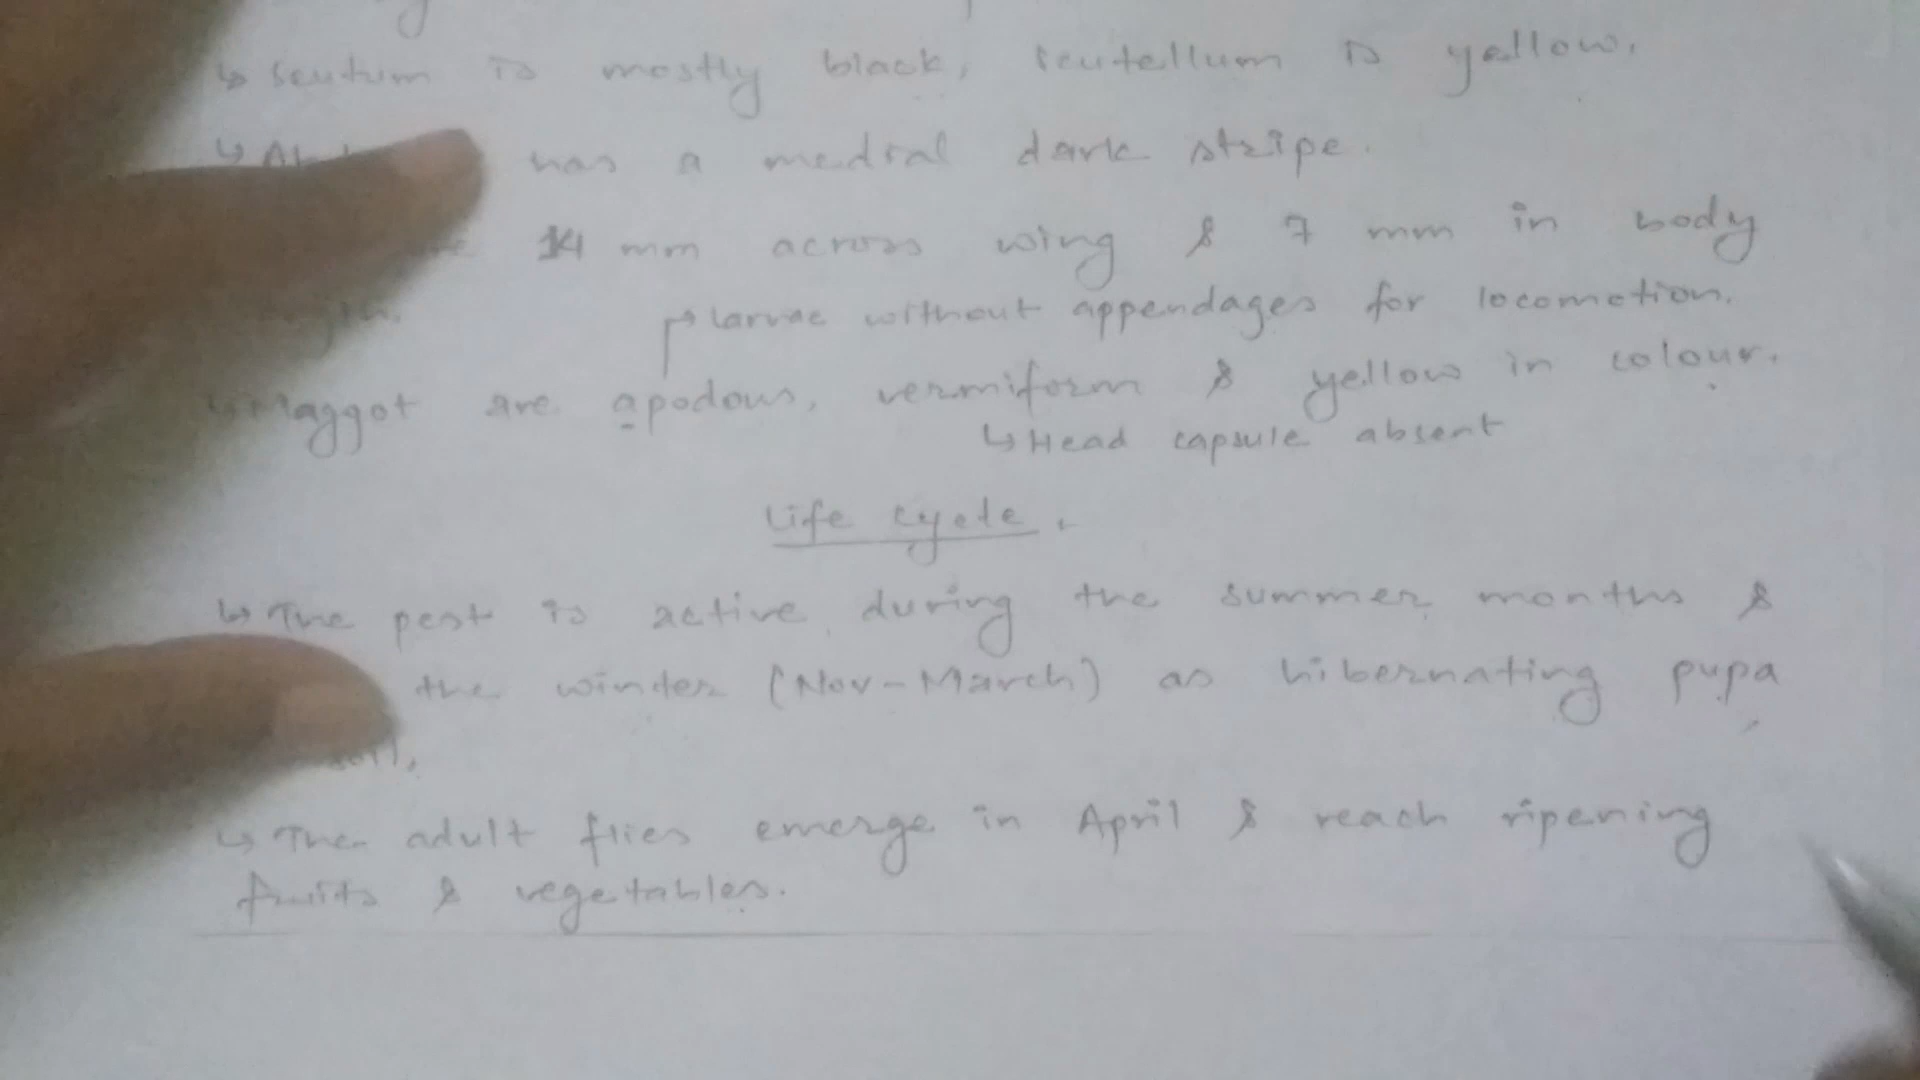 ↳ Scutum is mostly black, scutellum is yellow.
has a medial dark stripe.
14 mm across wing & 7 mm in body
↱ larvae without appendages for locomotion.
↳ Maggot are apodous, vermiform & yellow in colour.
↳ Head capsule absent
Life cycle.
↳ The pest is active during the summer months &
the winter (Nov-March) as hibernating pupa
↳ The adult flies emerge in April & reach ripening
fruits & vegetables.